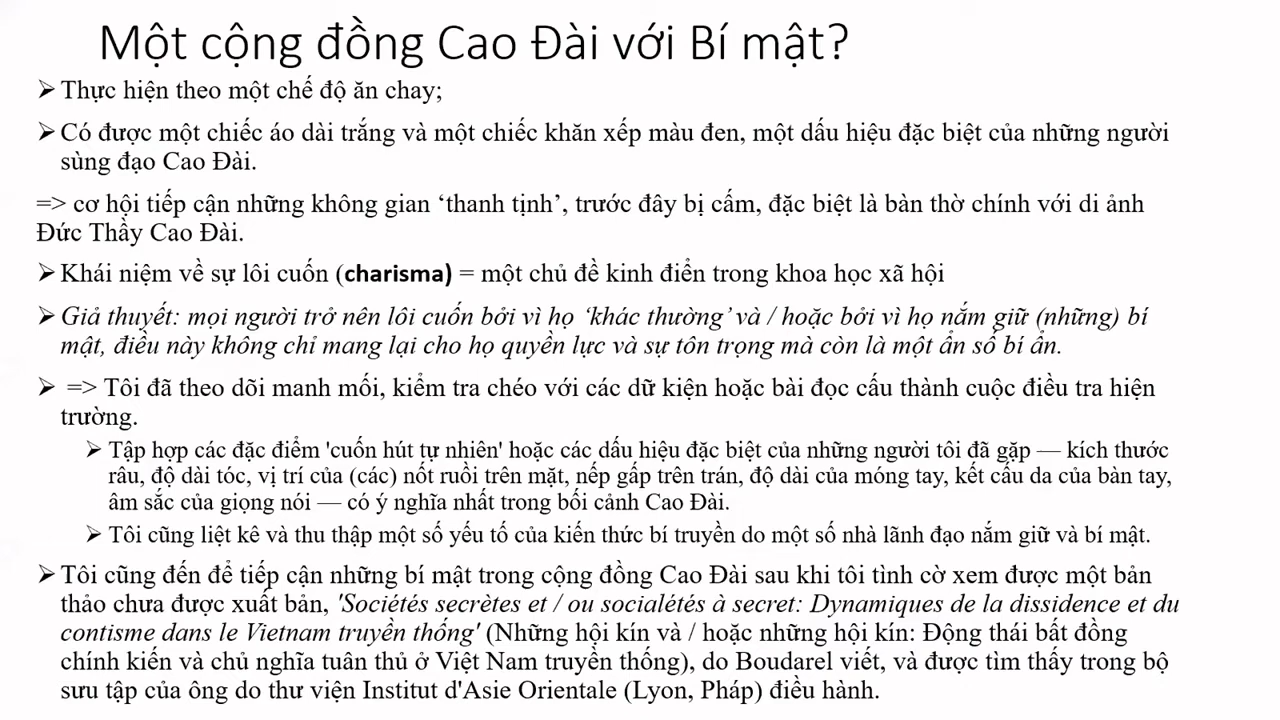 Một cộng đồng Cao Đài với Bí mật?
➢ Thực hiện theo một chế độ ăn chay;
➢ Có được một chiếc áo dài trắng và một chiếc khăn xếp màu đen, một dấu hiệu đặc biệt của những người
sùng đạo Cao Đài.
=> cơ hội tiếp cận những không gian ‘thanh tịnh’, trước đây bị cấm, đặc biệt là bàn thờ chính với di ảnh
Đức Thầy Cao Đài.
➢ Khái niệm về sự lôi cuốn (charisma) = một chủ đề kinh điển trong khoa học xã hội
➢ Giả thuyết: mọi người trở nên lôi cuốn bởi vì họ ‘khác thường’ và / hoặc bởi vì họ nắm giữ (những) bí
mật, điều này không chỉ mang lại cho họ quyền lực và sự tôn trọng mà còn là một ẩn số bí ẩn.
➢ => Tôi đã theo dõi manh mối, kiểm tra chéo với các dữ kiện hoặc bài đọc cấu thành cuộc điều tra hiện
trường.
➢ Tập hợp các đặc điểm 'cuốn hút tự nhiên' hoặc các dấu hiệu đặc biệt của những người tôi đã gặp — kích thước
râu, độ dài tóc, vị trí của (các) nốt ruồi trên mặt, nếp gấp trên trán, độ dài của móng tay, kết cấu da của bàn tay,
âm sắc của giọng nói — có ý nghĩa nhất trong bối cảnh Cao Đài.
➢ Tôi cũng liệt kê và thu thập một số yếu tố của kiến thức bí truyền do một số nhà lãnh đạo nắm giữ và bí mật.
➢ Tôi cũng đến để tiếp cận những bí mật trong cộng đồng Cao Đài sau khi tôi tình cờ xem được một bản
thảo chưa được xuất bản, 'Sociétés secrètes et / ou socialétés à secret: Dynamiques de la dissidence et du
contisme dans le Vietnam truyền thống' (Những hội kín và / hoặc những hội kín: Động thái bất đồng
chính kiến và chủ nghĩa tuân thủ ở Việt Nam truyền thống), do Boudarel viết, và được tìm thấy trong bộ
sưu tập của ông do thư viện Institut d'Asie Orientale (Lyon, Pháp) điều hành.